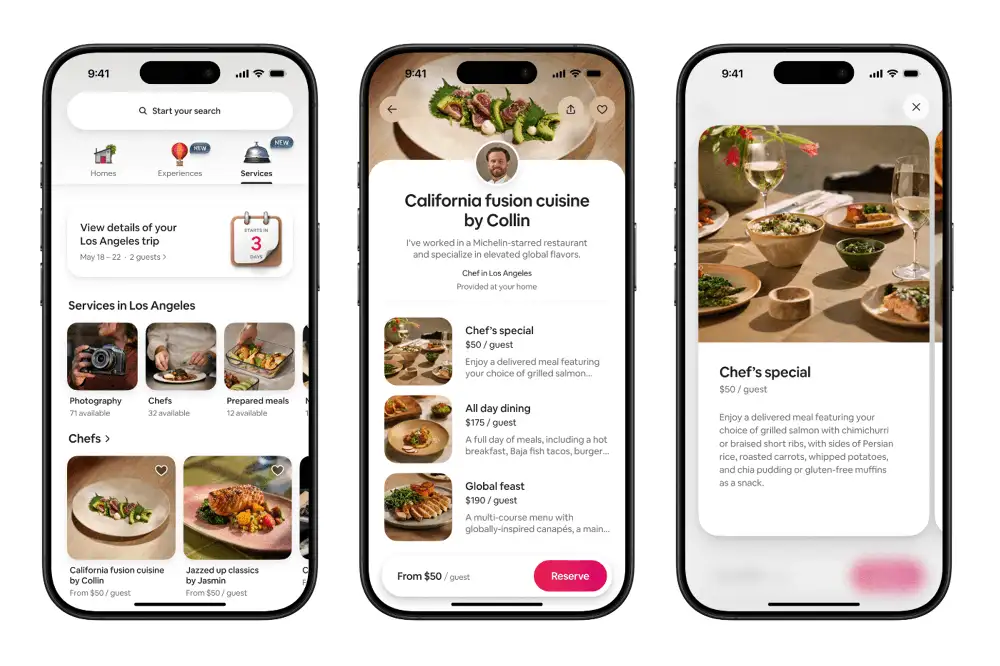 9:41
Start your search
NEW
NEW
Homes
Experiences
Services
View details of your
Los Angeles trip
May 18 – 22 · 2 guests >
STARTS IN
3
DAYS
Services in Los Angeles
Photography
71 available
Chefs
32 available
Prepared meals
12 available
Chefs >
California fusion cuisine
by Collin
From $50 / guest
Jazzed up classics
by Jasmin
From $85 / guest
9:41
California fusion cuisine
by Collin
I've worked in a Michelin-starred restaurant
and specialize in elevated global flavors.
Chef in Los Angeles
Provided at your home
Chef's special
$50 / guest
Enjoy a delivered meal featuring
your choice of grilled salmon...
All day dining
$175 / guest
A full day of meals, including a hot
breakfast, Baja fish tacos, burger...
Global feast
$190 / guest
A multi-course menu with
globally-inspired canapés, a main...
From $50 / guest
Reserve
9:41
Chef's special
$50 / guest
Enjoy a delivered meal featuring your
choice of grilled salmon with chimichurri
or braised short ribs, with sides of Persian
rice, roasted carrots, whipped potatoes,
and chia pudding or gluten-free muffins
as a snack.